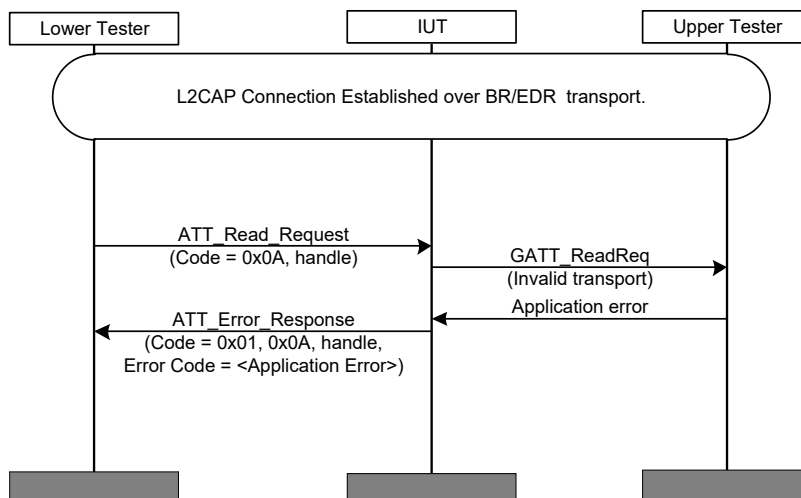 Lower Tester
IUT
Upper Tester
L2CAP Connection Established over BR/EDR transport.
ATT_Read_Request
(Code = 0x0A, handle)
GATT_ReadReq
(Invalid transport)
Application error
ATT_Error_Response
(Code = 0x01, 0x0A, handle,
Error Code = <Application Error>)